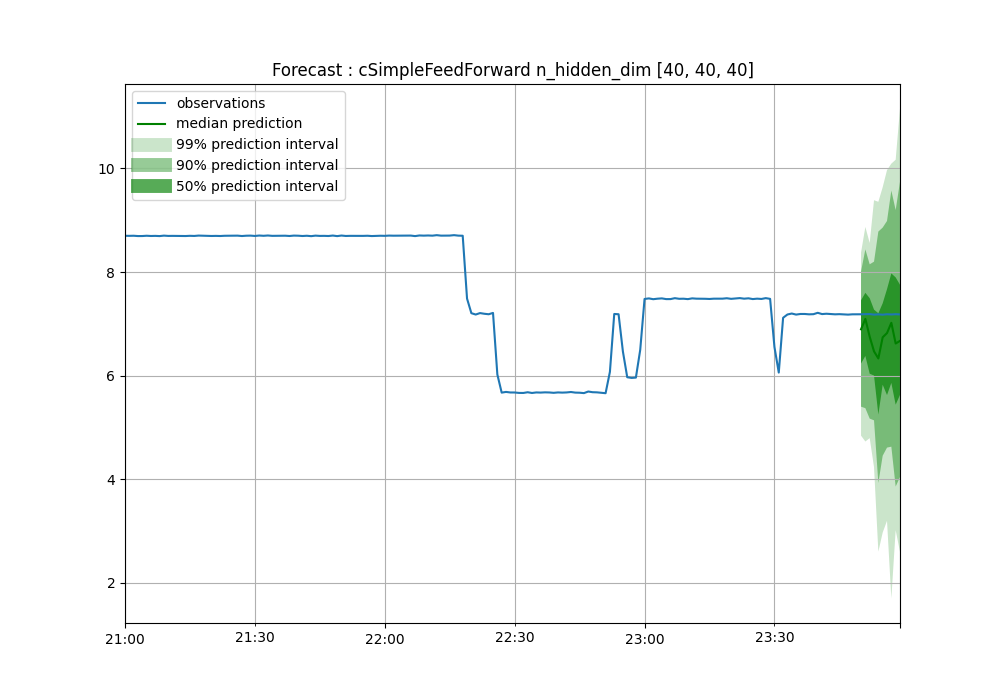 Forecast : cSimpleFeedForward n_hidden_dim [40, 40, 40]
observations
median prediction
99% prediction interval
90% prediction interval
50% prediction interval
10
8
6
4
2
21:00 21:30 22:00 22:30 23:00 23:30